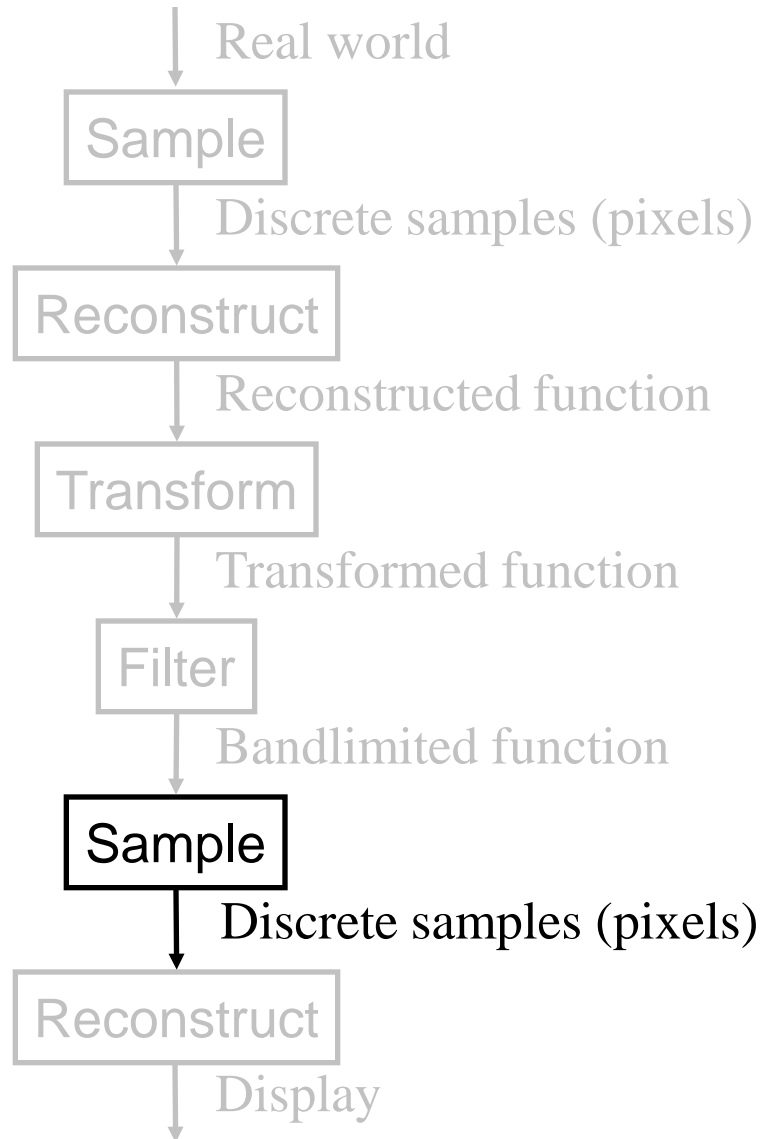 Real world
Sample
Discrete samples (pixels)
Reconstruct
Reconstructed function
Transform
Transformed function
Filter
Bandlimited function
Sample
Discrete samples (pixels)
Reconstruct
Display